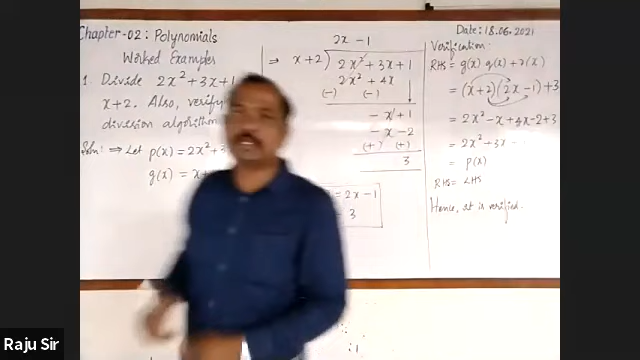 Chapter-02: Polynomials
Worked Examples
1. Divide 2x² + 3x + 1
x+2. Also, verify
division algorithm
Soln: ⇒ Let p(x) = 2x² + 3
g(x) = x+
2x - 1
⇒ x+2 ) 2x² + 3x + 1
2x² + 4x
(-) (-)
- x + 1
- x - 2
(+) (+)
3
= 2x - 1
= 3
Date: 18.06.2021
Verification:
RHS = g(x) q(x) + r(x)
= (x+2)(2x-1)+3
= 2x² - x + 4x - 2 + 3
= 2x² + 3x
= p(x)
RHS = LHS
Hence, it is verified.
Raju Sir